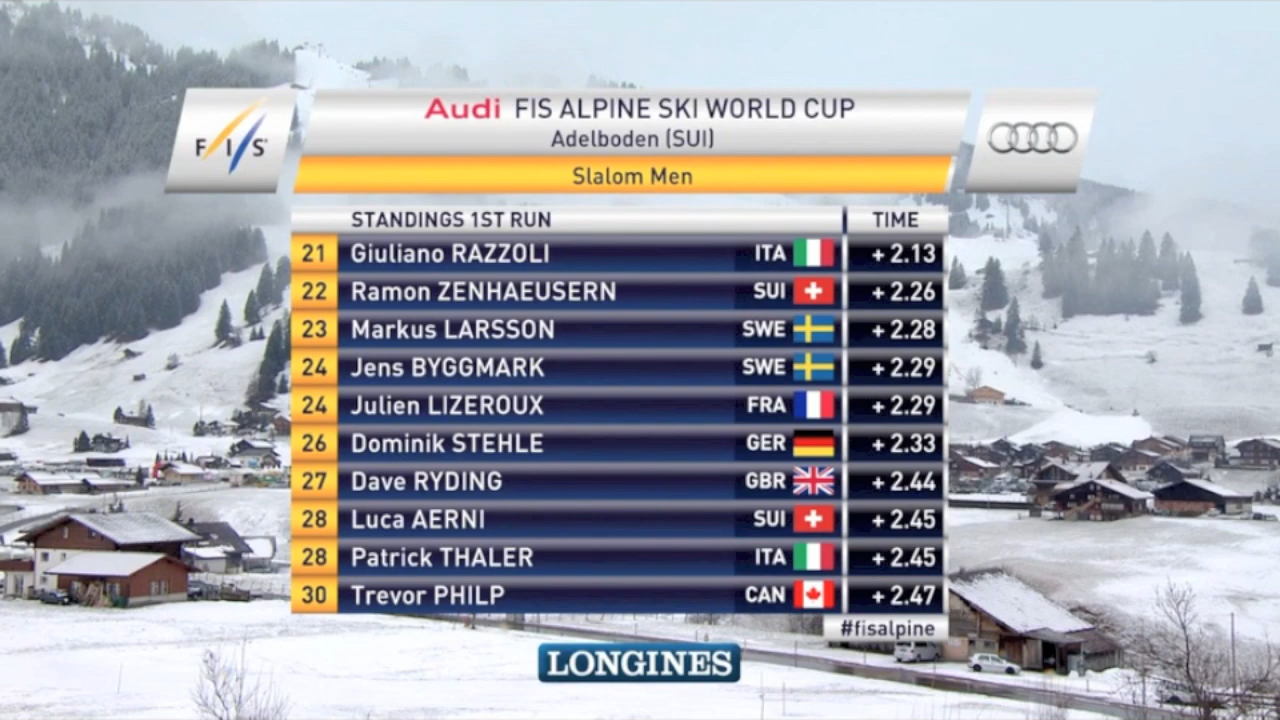 FIS
Audi FIS ALPINE SKI WORLD CUP
Adelboden (SUI)
Slalom Men
STANDINGS 1ST RUN TIME
21 Giuliano RAZZOLI ITA + 2.13
22 Ramon ZENHAEUSERN SUI + 2.26
23 Markus LARSSON SWE + 2.28
24 Jens BYGGMARK SWE + 2.29
24 Julien LIZEROUX FRA + 2.29
26 Dominik STEHLE GER + 2.33
27 Dave RYDING GBR + 2.44
28 Luca AERNI SUI + 2.45
28 Patrick THALER ITA + 2.45
30 Trevor PHILP CAN + 2.47
#fisalpine
LONGINES